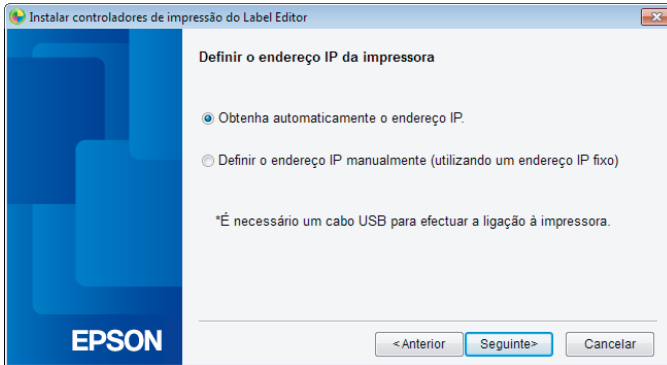 Instalar controladores de impressão do Label Editor
Definir o endereço IP da impressora
Obtenha automaticamente o endereço IP.
Definir o endereço IP manualmente (utilizando um endereço IP fixo)
*É necessário um cabo USB para efectuar a ligação à impressora.
EPSON
<Anterior
Seguinte>
Cancelar